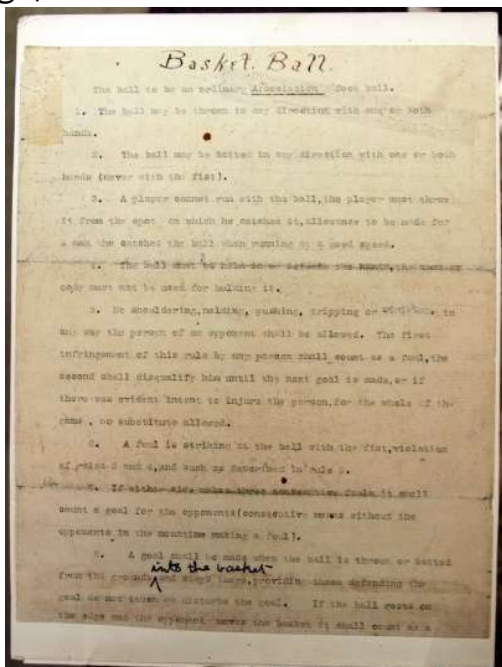 Basket Ball.
The ball to be an ordinary Association foot ball.
1. The ball may be thrown in any direction with one or both
hands.
2. The ball may be batted in any direction with one or both
hands (never with the fist).
3. A player cannot run with the ball, the player must throw
it from the spot on which he catches it, allowance to be made for
a man who catches the ball when running at a good speed.
4. The ball must be held in or between the hands, the arms or
body must not be used for holding it.
5. No shouldering, holding, pushing, tripping or striking, in
any way the person of an opponent shall be allowed. The first
infringement of this rule by any person shall count as a foul, the
second shall disqualify him until the next goal is made, or if
there was evident intent to injure the person, for the whole of the
game, no substitute allowed.
6. A foul is striking at the ball with the fist, violation
of rules 3 and 4, and such as described in rule 5.
7. If either side makes three consecutive fouls, it shall
count a goal for the opponents (consecutive means without the
opponents in the meantime making a foul).
8. A goal shall be made when the ball is thrown or batted
into the basket
from the grounds and stays there, providing those defending the
goal do not touch or disturb the goal. If the ball rests on
the edge and the opponent moves the basket it shall count as a